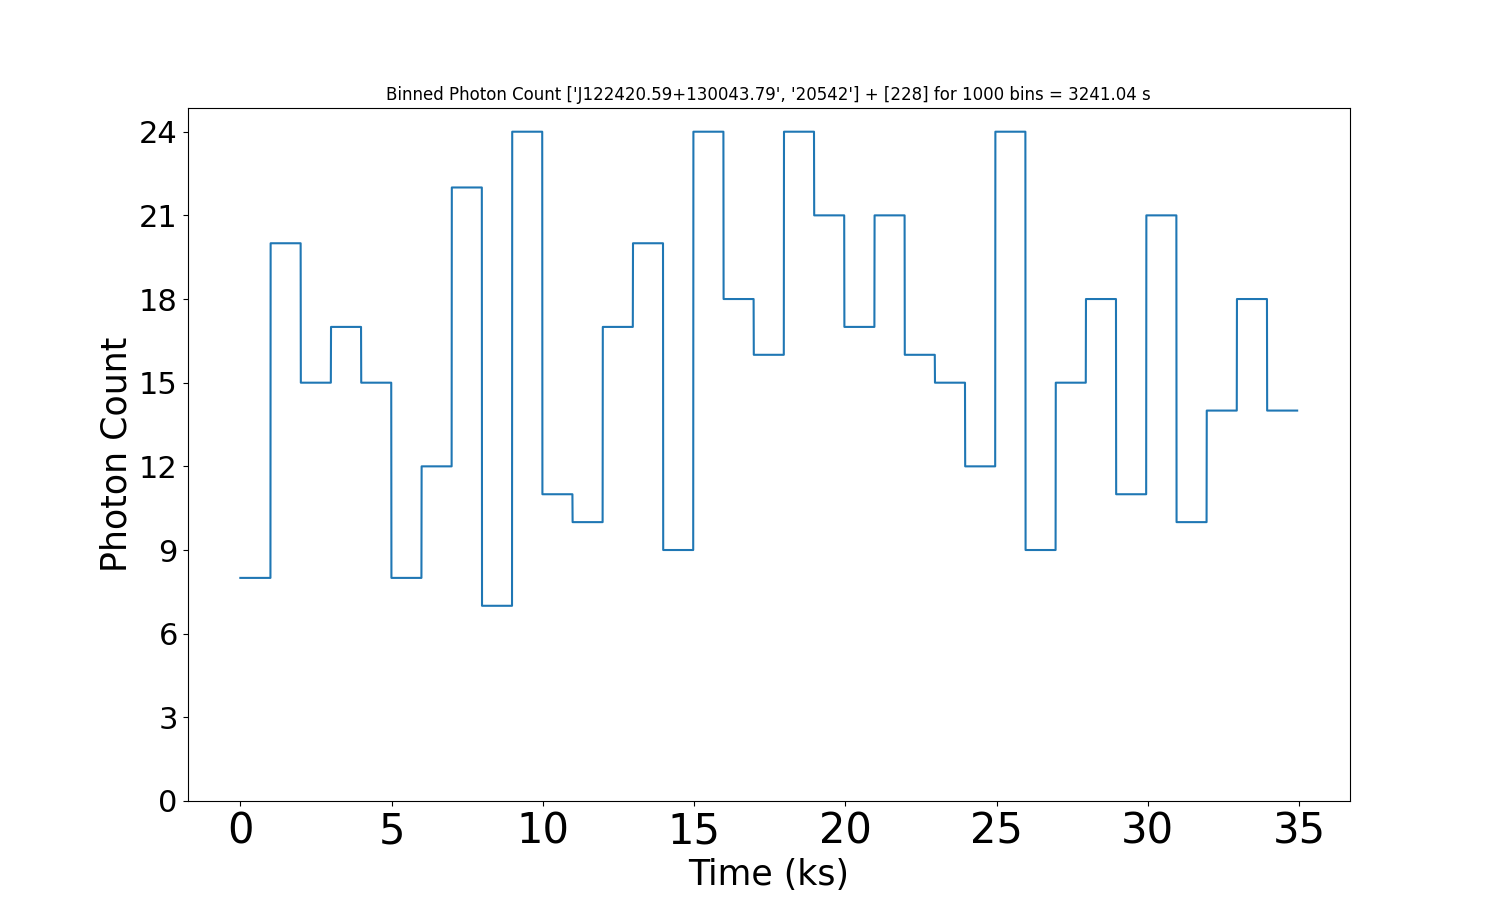 Binned Photon Count ['J122420.59+130043.79', '20542'] + [228] for 1000 bins = 3241.04 s
24
21
18
15
12
9
6
3
0
Photon Count
0 5 10 15 20 25 30 35
Time (ks)